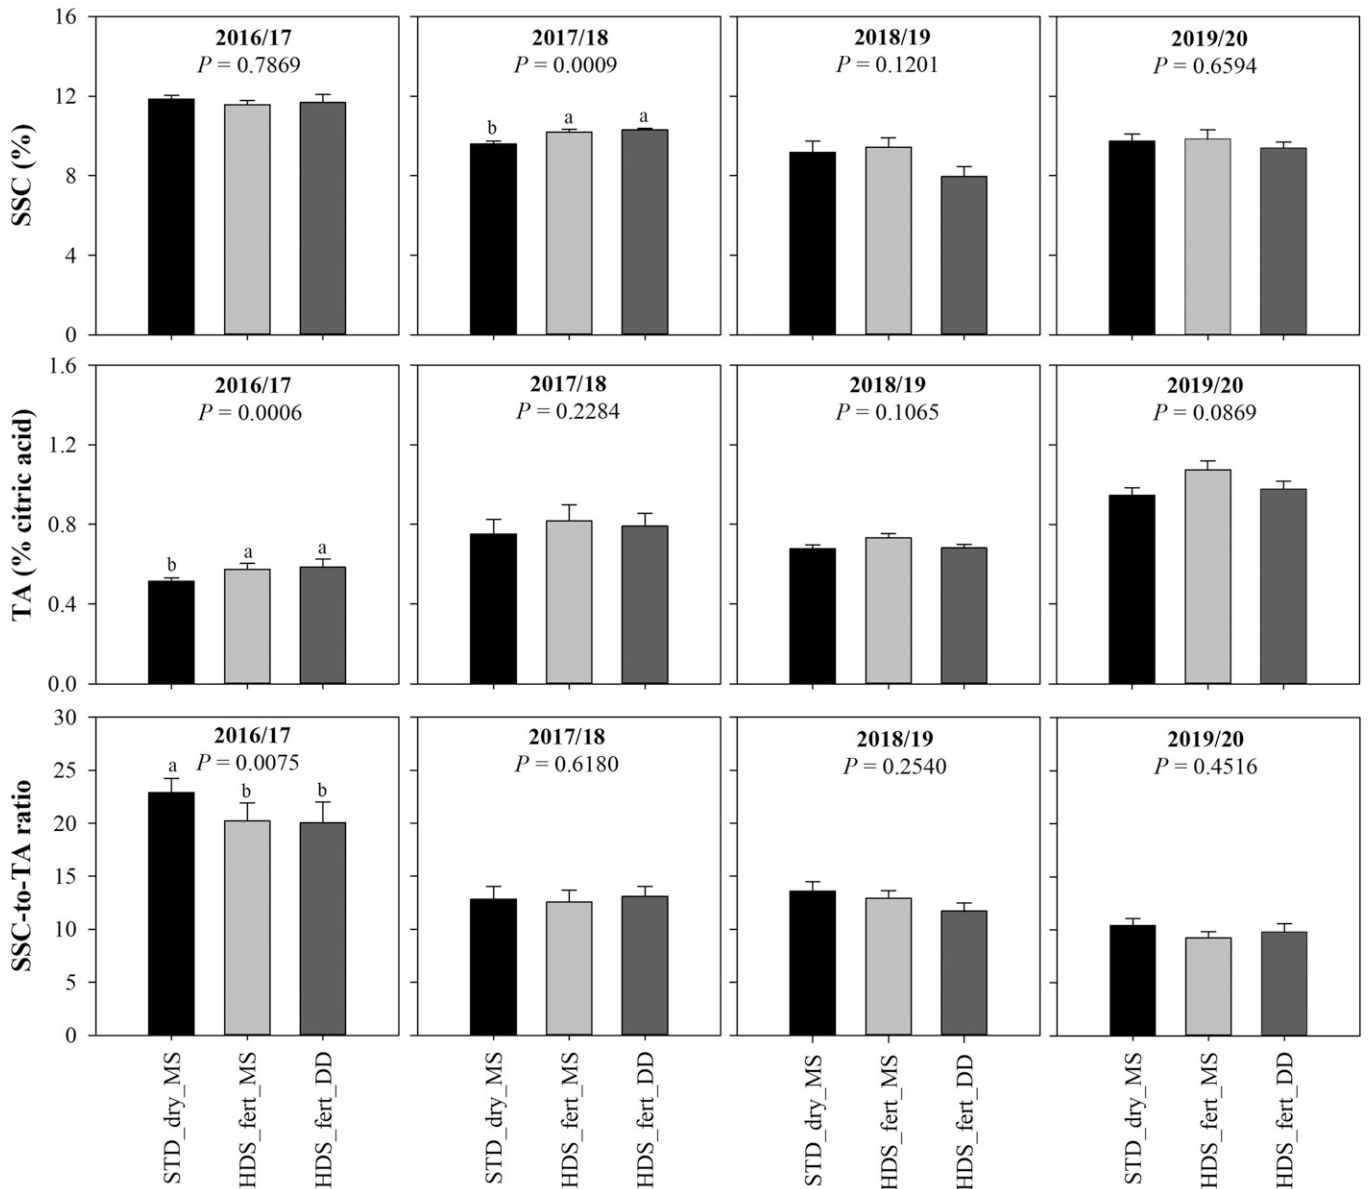 SSC (%)
16
12
8
4
0
2016/17
P = 0.7869
2017/18
P = 0.0009
b
a
a
2018/19
P = 0.1201
2019/20
P = 0.6594
TA (% citric acid)
1.6
1.2
0.8
0.4
0.0
2016/17
P = 0.0006
b
a
a
2017/18
P = 0.2284
2018/19
P = 0.1065
2019/20
P = 0.0869
SSC-to-TA ratio
30
25
20
15
10
5
0
2016/17
P = 0.0075
a
b
b
2017/18
P = 0.6180
2018/19
P = 0.2540
2019/20
P = 0.4516
STD_dry_MS
HDS_fert_MS
HDS_fert_DD
STD_dry_MS
HDS_fert_MS
HDS_fert_DD
STD_dry_MS
HDS_fert_MS
HDS_fert_DD
STD_dry_MS
HDS_fert_MS
HDS_fert_DD